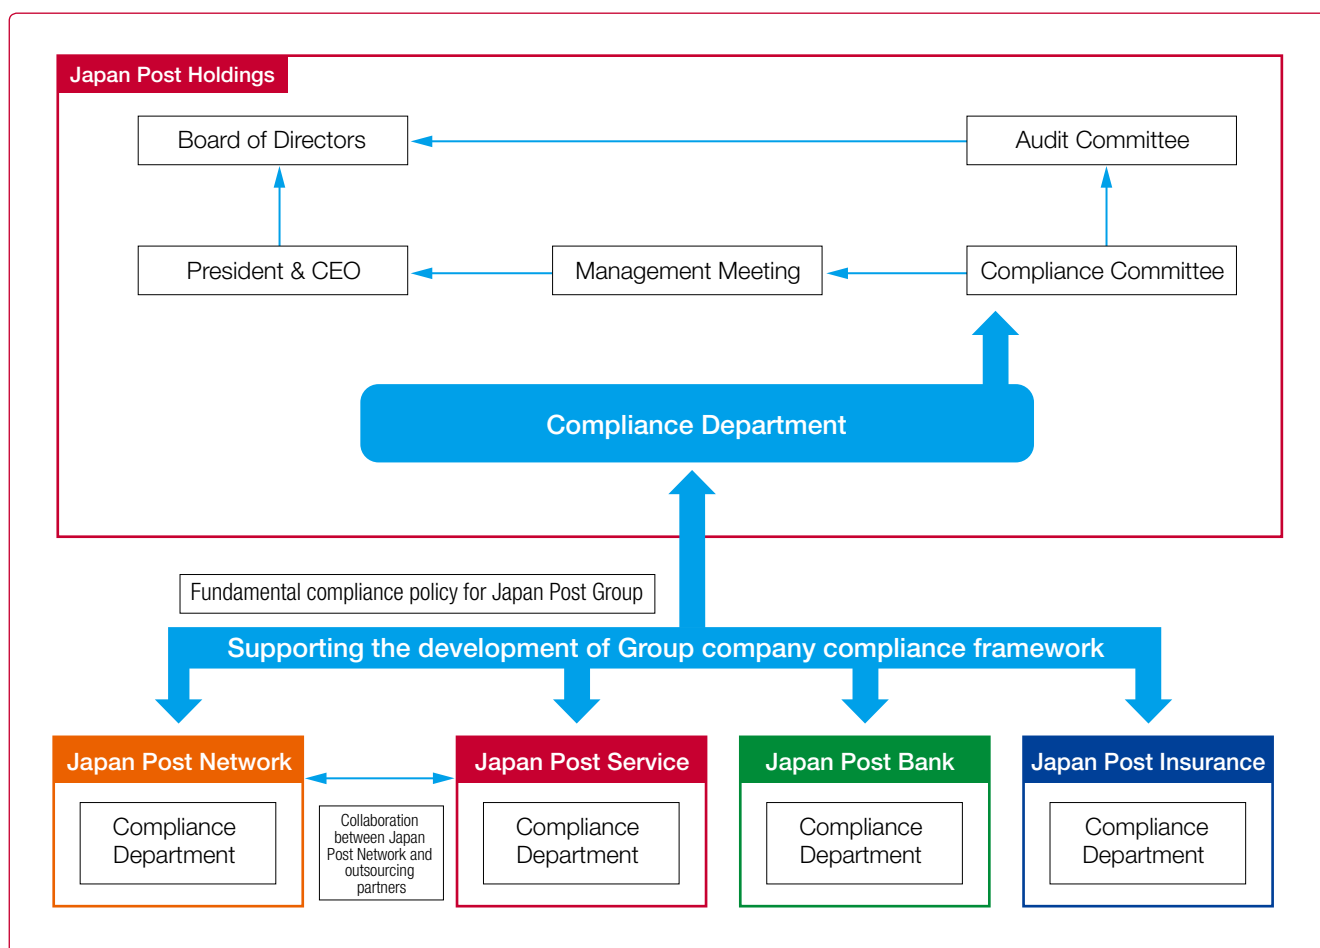 Japan Post Holdings
Board of Directors
Audit Committee
President & CEO
Management Meeting
Compliance Committee
Compliance Department
Fundamental compliance policy for Japan Post Group
Supporting the development of Group company compliance framework
Japan Post Network
Compliance
Department
Collaboration
between Japan
Post Network and
outsourcing
partners
Japan Post Service
Compliance
Department
Japan Post Bank
Compliance
Department
Japan Post Insurance
Compliance
Department